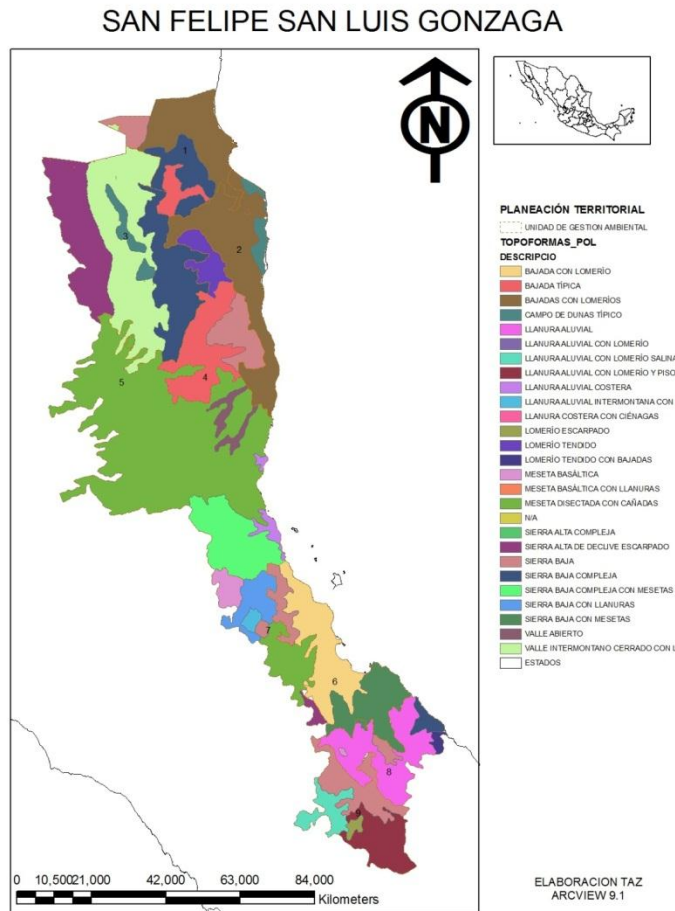 SAN FELIPE SAN LUIS GONZAGA
N
1
2
3
4
5
6
7
8
9
PLANEACIÓN TERRITORIAL
UNIDAD DE GESTION AMBIENTAL
TOPOFORMAS_POL
DESCRIPCIO
BAJADA CON LOMERÍO
BAJADA TÍPICA
BAJADAS CON LOMERÍOS
CAMPO DE DUNAS TÍPICO
LLANURA ALUVIAL
LLANURA ALUVIAL CON LOMERÍO
LLANURA ALUVIAL CON LOMERÍO SALINA
LLANURA ALUVIAL CON LOMERÍO Y PISO
LLANURA ALUVIAL COSTERA
LLANURA ALUVIAL INTERMONTANA CON
LLANURA COSTERA CON CIÉNAGAS
LOMERÍO ESCARPADO
LOMERÍO TENDIDO
LOMERÍO TENDIDO CON BAJADAS
MESETA BASÁLTICA
MESETA BASÁLTICA CON LLANURAS
MESETA DISECTADA CON CAÑADAS
N/A
SIERRA ALTA COMPLEJA
SIERRA ALTA DE DECLIVE ESCARPADO
SIERRA BAJA
SIERRA BAJA COMPLEJA
SIERRA BAJA COMPLEJA CON MESETAS
SIERRA BAJA CON LLANURAS
SIERRA BAJA CON MESETAS
VALLE ABIERTO
VALLE INTERMONTANO CERRADO CON L
ESTADOS
0 10,50021,000 42,000 63,000 84,000
Kilometers
ELABORACION TAZ
ARCVIEW 9.1